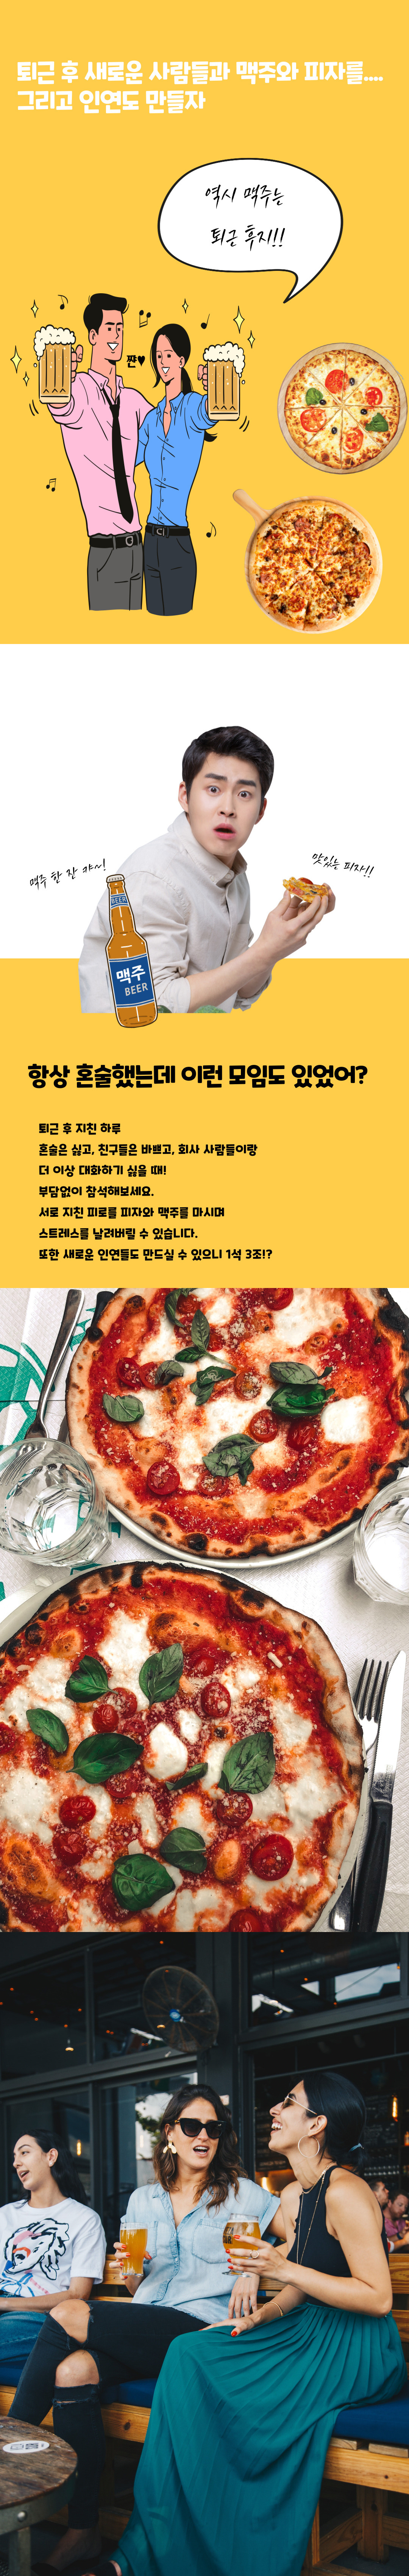 퇴근 후 새로운 사람들과 맥주와 피자를....
그리고 인연도 만들자
역시 맥주는
퇴근 후지!!
짠♥
맥주 한 잔 캬~!
맛있는 피자!!
BEER
맥주
BEER
항상 혼술했는데 이런 모임도 있었어?
퇴근 후 지친 하루
혼술은 싫고, 친구들은 바쁘고, 회사 사람들이랑
더 이상 대화하기 싫을 때!
부담없이 참석해보세요.
서로 지친 피로를 피자와 맥주를 마시며
스트레스를 날려버릴 수 있습니다.
또한 새로운 인연들도 만드실 수 있으니 1석 3조!?